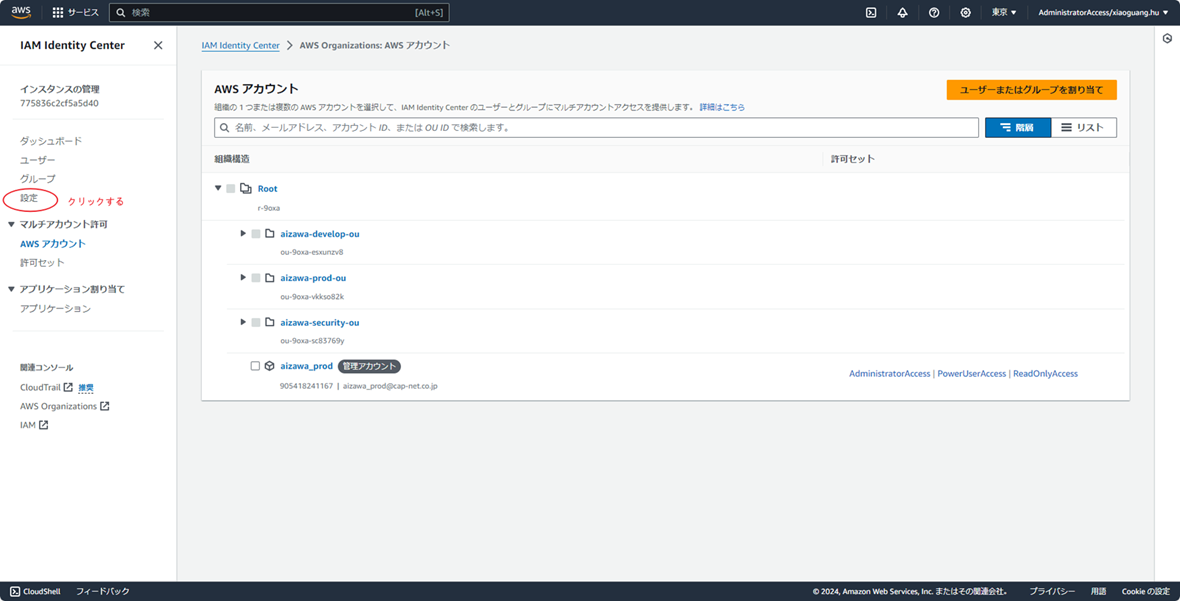 aws
サービス
検索
[Alt+S]
東京
AdministratorAccess/xiaoguang.hu
IAM Identity Center
インスタンスの管理
775836c2cf5a5d40
ダッシュボード
ユーザー
グループ
設定
クリックする
マルチアカウント許可
AWS アカウント
許可セット
アプリケーション割り当て
アプリケーション
関連コンソール
CloudTrail 推奨
AWS Organizations
IAM
IAM Identity Center > AWS Organizations: AWS アカウント
AWS アカウント
ユーザーまたはグループを割り当て
組織の 1 つまたは複数の AWS アカウントを選択して、IAM Identity Center のユーザーとグループにマルチアカウントアクセスを提供します。 詳細はこちら
名前、メールアドレス、アカウント ID、または OU ID で検索します。
階層
リスト
組織構造
許可セット
Root
r-9oxa
aizawa-develop-ou
ou-9oxa-esxunzv8
aizawa-prod-ou
ou-9oxa-vkkso82k
aizawa-security-ou
ou-9oxa-sc83769y
aizawa_prod 管理アカウント
905418241167 | aizawa_prod@cap-net.co.jp
AdministratorAccess | PowerUserAccess | ReadOnlyAccess
CloudShell
フィードバック
© 2024, Amazon Web Services, Inc. またはその関連会社。
プライバシー
用語
Cookie の設定